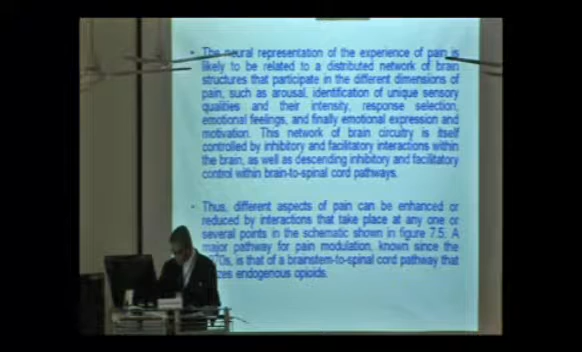 • The neural representation of the experience of pain is
likely to be related to a distributed network of brain
structures that participate in the different dimensions of
pain, such as arousal, identification of unique sensory
qualities and their intensity, response selection,
emotional feelings, and finally emotional expression and
motivation. This network of brain circuitry is itself
controlled by inhibitory and facilitatory interactions within
the brain, as well as descending inhibitory and facilitatory
control within brain-to-spinal cord pathways.
• Thus, different aspects of pain can be enhanced or
reduced by interactions that take place at any one or
several points in the schematic shown in figure 7.5. A
major pathway for pain modulation, known since the
is that of a brainstem-to-spinal cord pathway that
endogenous opioids.